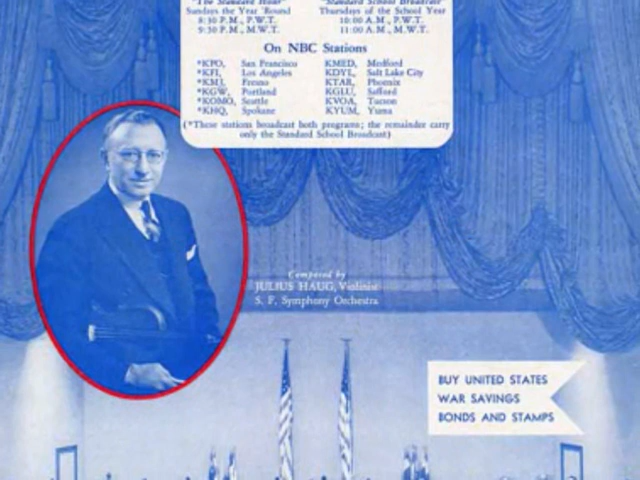 "The Standard Hour" "Standard School Broadcast"
Sundays the Year 'Round Thursdays of the School Year
8:30 P.M., P.W.T. 10:00 A.M., P.W.T.
9:30 P.M., M.W.T. 11:00 A.M., M.W.T.
On NBC Stations
*KPO, San Francisco KMED, Medford
*KFI, Los Angeles KDYL, Salt Lake City
*KMJ, Fresno KTAR, Phoenix
*KGW, Portland KGLU, Safford
*KOMO, Seattle KVOA, Tucson
*KHQ, Spokane KYUM, Yuma
(*These stations broadcast both programs; the remainder carry
only the Standard School Broadcast)
Composed by
JULIUS HAUG, Violinist
S. F. Symphony Orchestra
BUY UNITED STATES
WAR SAVINGS
BONDS AND STAMPS